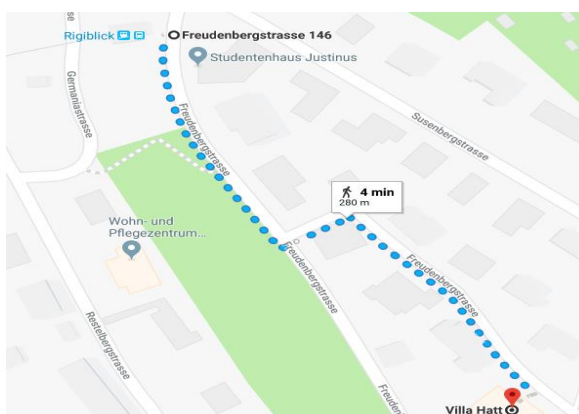 Rigiblick
Freudenbergstrasse 146
Studentenhaus Justinus
Germaniastrasse
Freudenbergstrasse
Susenbergstrasse
4 min
280 m
Wohn- und
Pflegezentrum...
Freudenbergstrasse
Freudenbergstrasse
Restelbergstrasse
Freuden
Villa Hatt